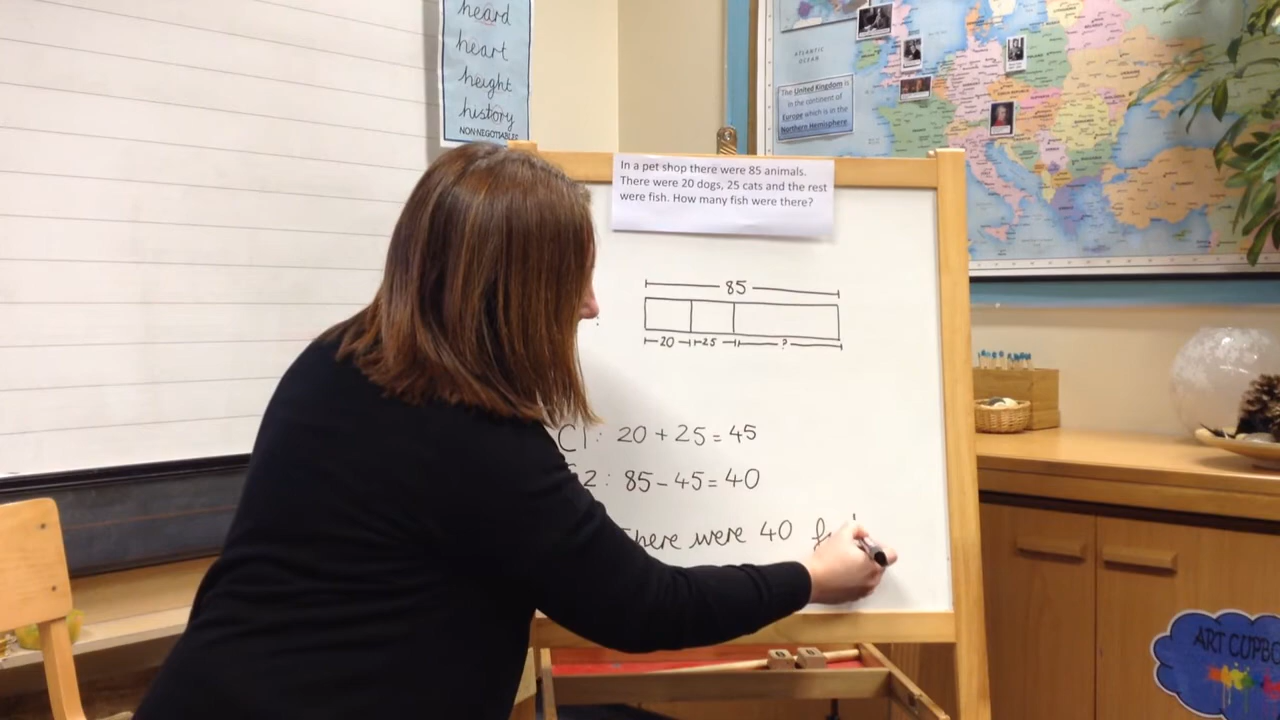 heard
heart
height
history
NON NEGOTIABLES
ATLANTIC
OCEAN
The United Kingdom is
in the continent of
Europe which is in the
Northern Hemisphere.
In a pet shop there were 85 animals.
There were 20 dogs, 25 cats and the rest
were fish. How many fish were there?
85
20 25 ?
C1: 20 + 25 = 45
2: 85 - 45 = 40
There were 40
ART CUPBO